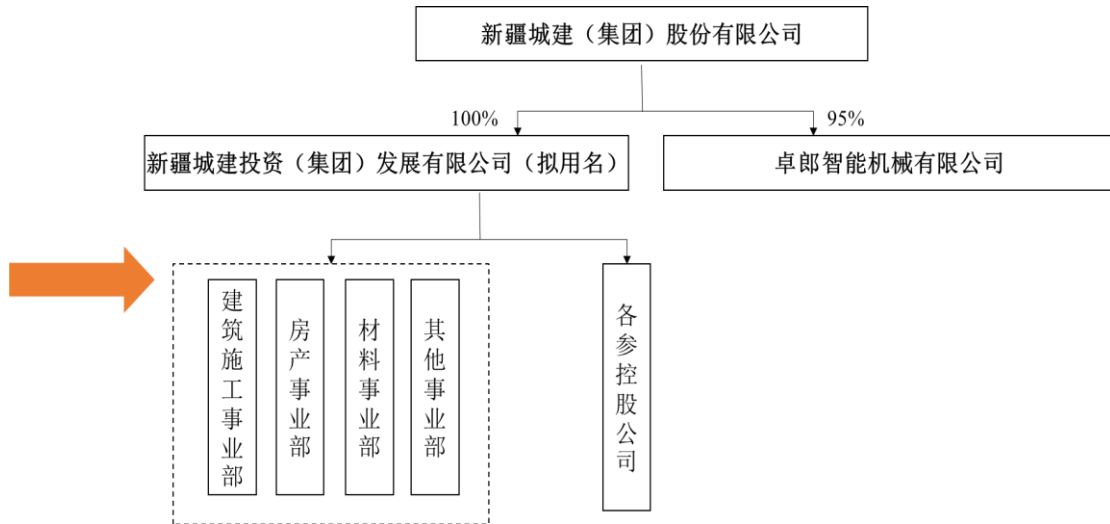 新疆城建（集团）股份有限公司
100%
95%
新疆城建投资（集团）发展有限公司（拟用名）
卓郎智能机械有限公司
建筑施工事业部
房产事业部
材料事业部
其他事业部
各参控股公司